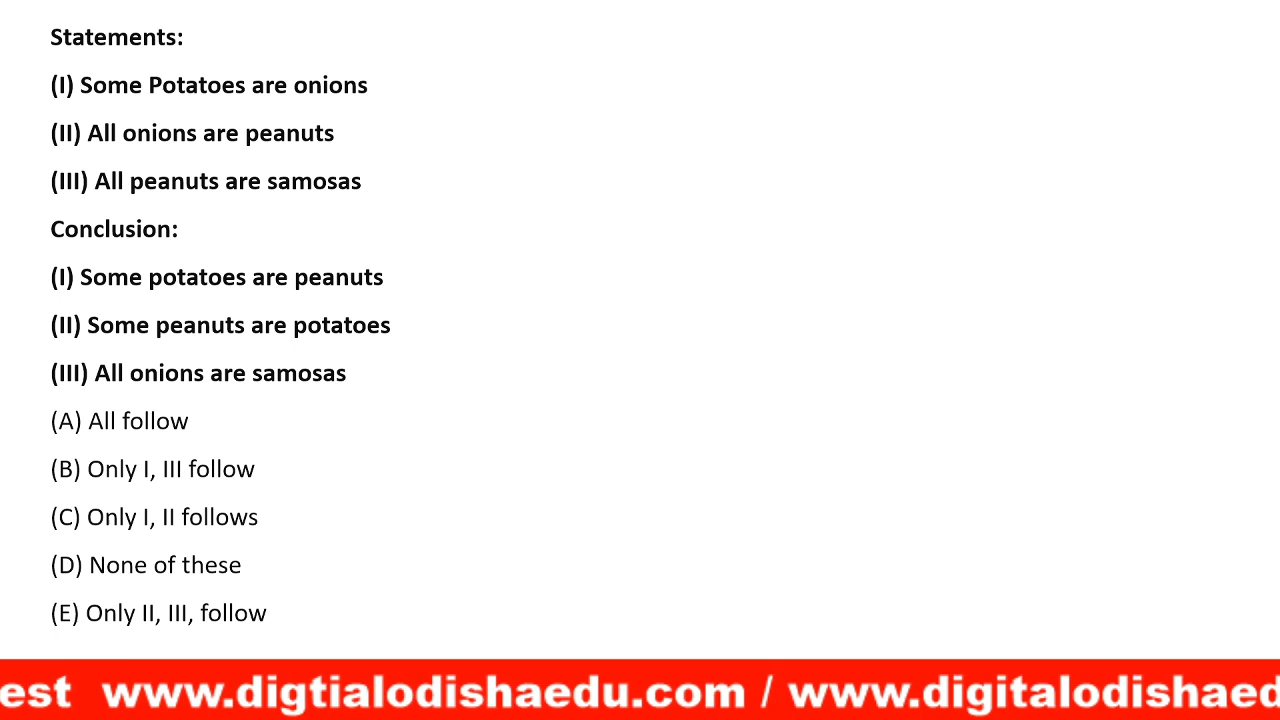 Statements:
(I) Some Potatoes are onions
(II) All onions are peanuts
(III) All peanuts are samosas
Conclusion:
(I) Some potatoes are peanuts
(II) Some peanuts are potatoes
(III) All onions are samosas
(A) All follow
(B) Only I, III follow
(C) Only I, II follows
(D) None of these
(E) Only II, III, follow
est www.digtialodishaedu.com / www.digitalodishaed